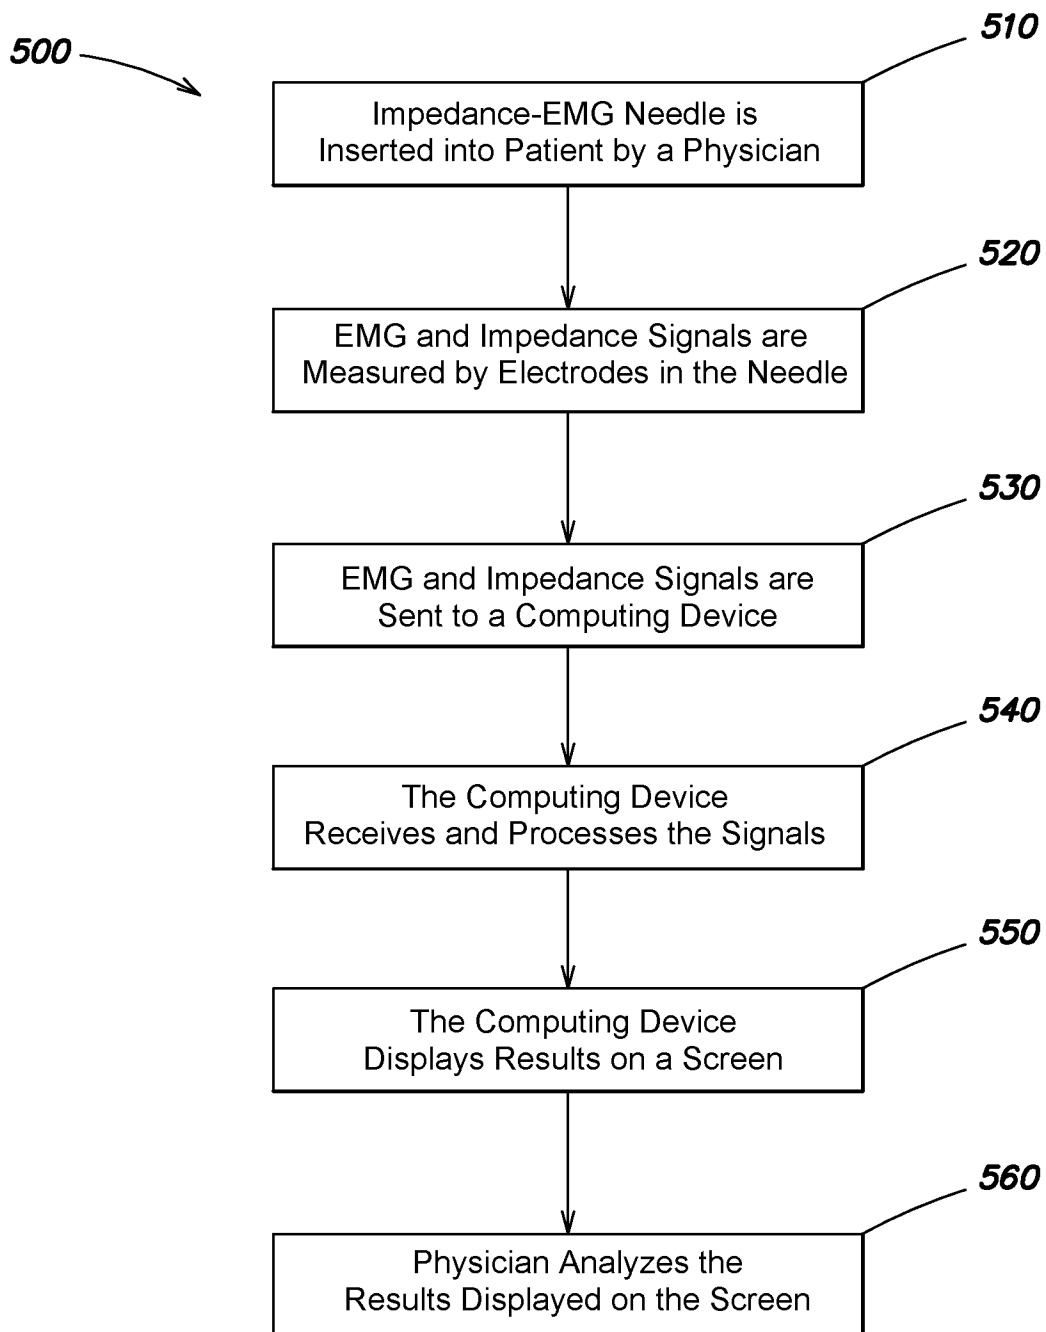 500
510
Impedance-EMG Needle is
Inserted into Patient by a Physician
520
EMG and Impedance Signals are
Measured by Electrodes in the Needle
530
EMG and Impedance Signals are
Sent to a Computing Device
540
The Computing Device
Receives and Processes the Signals
550
The Computing Device
Displays Results on a Screen
560
Physician Analyzes the
Results Displayed on the Screen